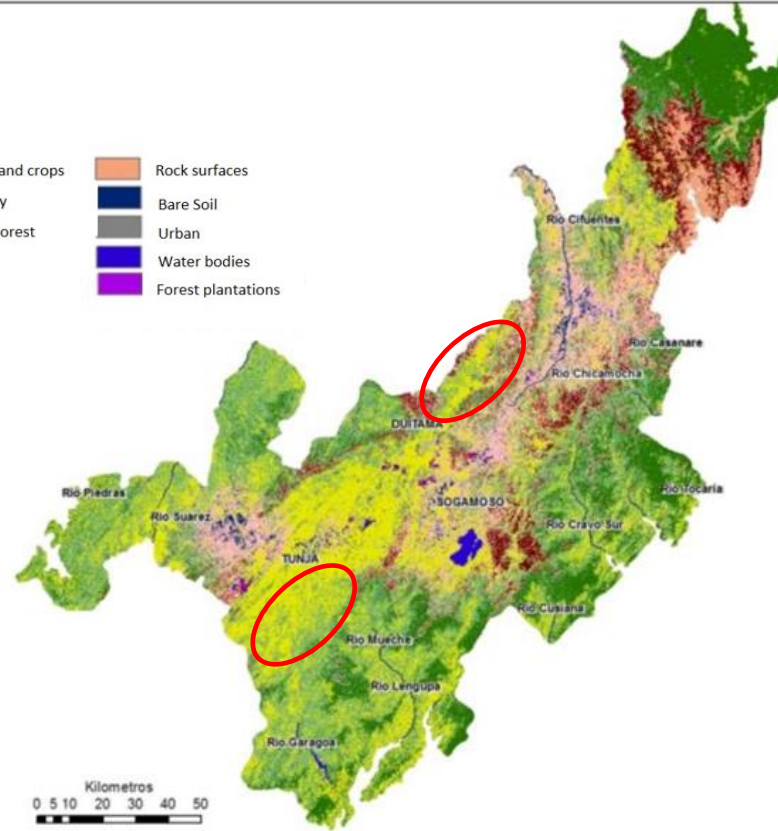 and crops
y
orest
Rock surfaces
Bare Soil
Urban
Water bodies
Forest plantations
Rio Cifuentes
Rio Casanare
Rio Chicamocha
DUITAMA
Rio Piedras
Rio Suarez
SOGAMOSO
Rio Tocaria
Rio Cravo Sur
TUNJA
Rio Cusiana
Rio Mueche
Rio Lengupa
Rio Garagoa
Kilometros
0 5 10 20 30 40 50